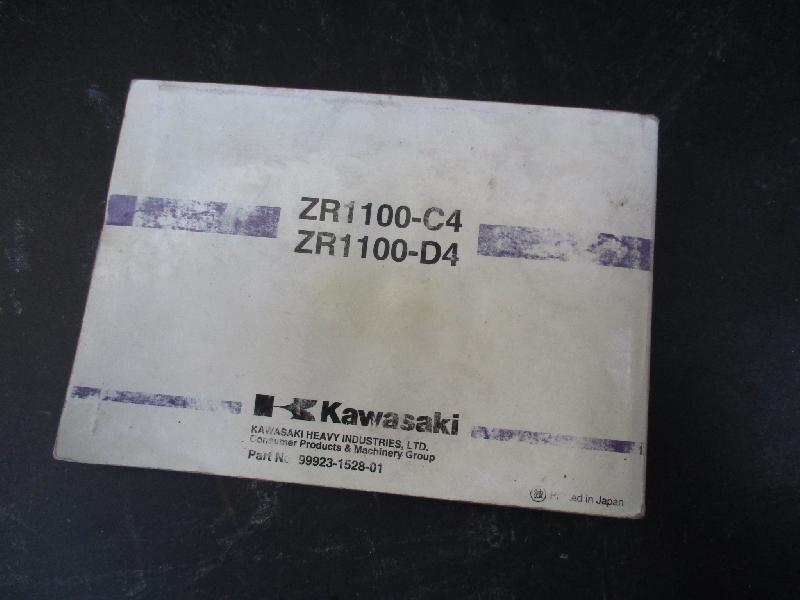 ZR1100-C4
ZR1100-D4
Kawasaki
KAWASAKI HEAVY INDUSTRIES, LTD.
Consumer Products & Machinery Group
Part No. 99923-1528-01
Printed in Japan